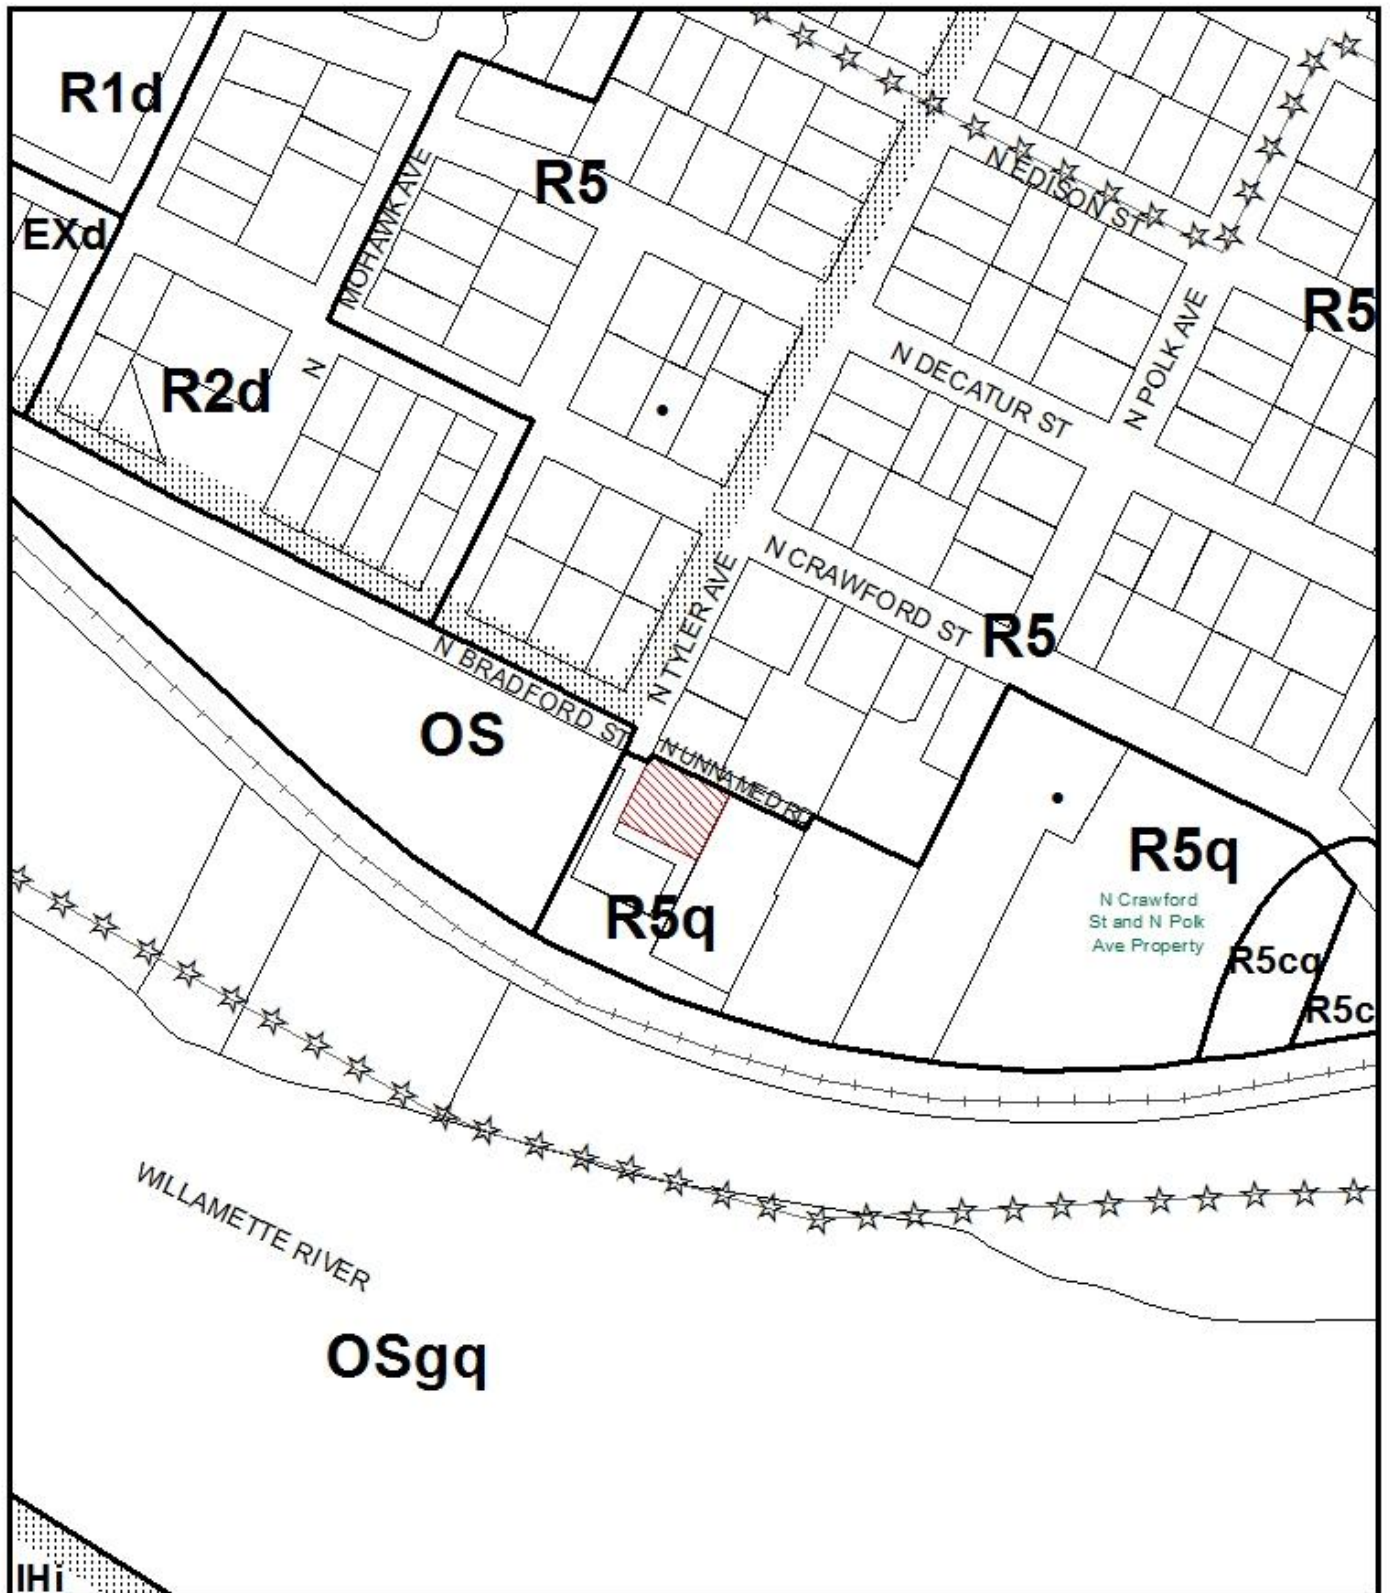 R1d
R5
N EDISON ST
MOHAWK AVE
N
EXd
R5
N POLK AVE
N DECATUR ST
R2d
N CRAWFORD ST
N TYLER AVE
R5
N BRADFORD ST
OS
N UNNAMED RD
R5q
N Crawford
St and N Polk
Ave Property
R5q
R5cq
R5c
WILLAMETTE RIVER
OSgq
IHi